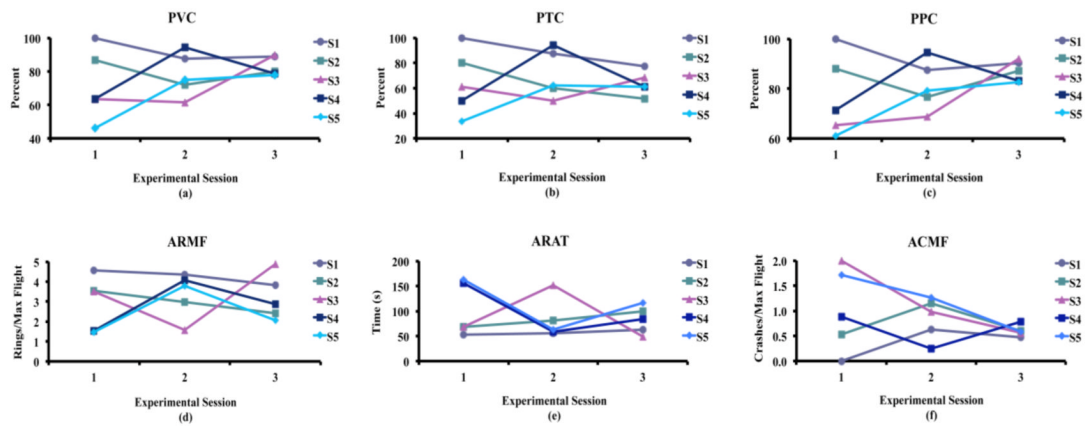 PVC
Percent
100
80
60
40
1 2 3
Experimental Session
(a)
S1
S2
S3
S4
S5
PTC
Percent
100
80
60
40
20
1 2 3
Experimental Session
(b)
S1
S2
S3
S4
S5
PPC
Percent
100
80
60
1 2 3
Experimental Session
(c)
S1
S2
S3
S4
S5
ARMF
Rings/Max Flight
5
4
3
2
1
0
1 2 3
Experimental Session
(d)
S1
S2
S3
S4
S5
ARAT
Time (s)
200
150
100
50
0
1 2 3
Experimental Session
(e)
S1
S2
S3
S4
S5
ACMF
Crashes/Max Flight
2.0
1.5
1.0
0.5
0.0
1 2 3
Experimental Session
(f)
S1
S2
S3
S4
S5